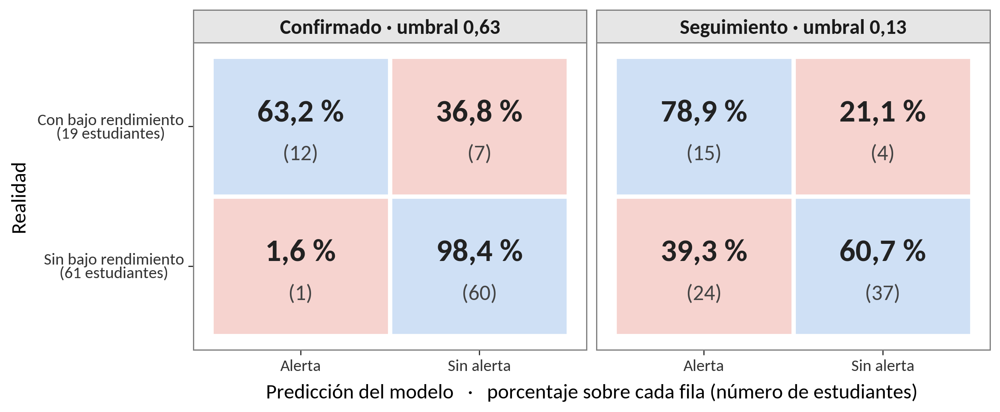 Confirmado · umbral 0,63
Seguimiento · umbral 0,13
Realidad
Con bajo rendimiento
(19 estudiantes)
63,2 %
36,8 %
78,9 %
21,1 %
(12)
(7)
(15)
(4)
Sin bajo rendimiento
(61 estudiantes)
1,6 %
98,4 %
39,3 %
60,7 %
(1)
(60)
(24)
(37)
Alerta
Sin alerta
Alerta
Sin alerta
Predicción del modelo · porcentaje sobre cada fila (número de estudiantes)